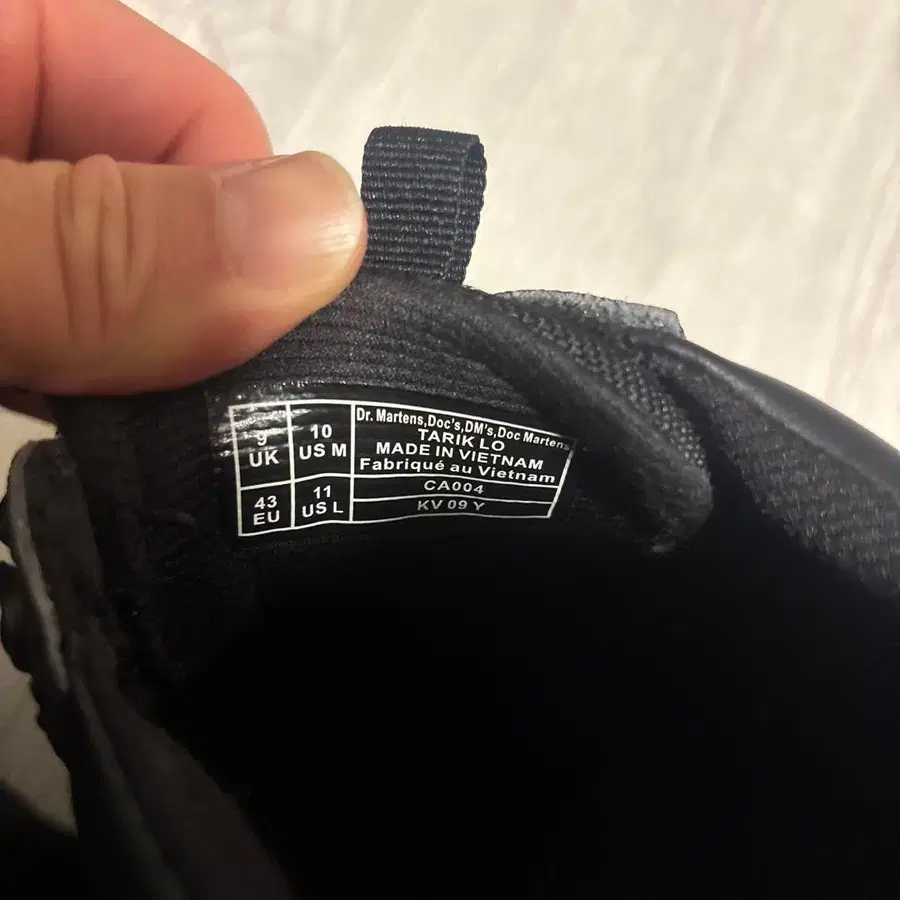 9
UK
10
US M
43
EU
11
US L
Dr. Martens,Doc's,DM's,Doc Martens
TARIK LO
MADE IN VIETNAM
Fabriqué au Vietnam
CA004
KV 09 Y